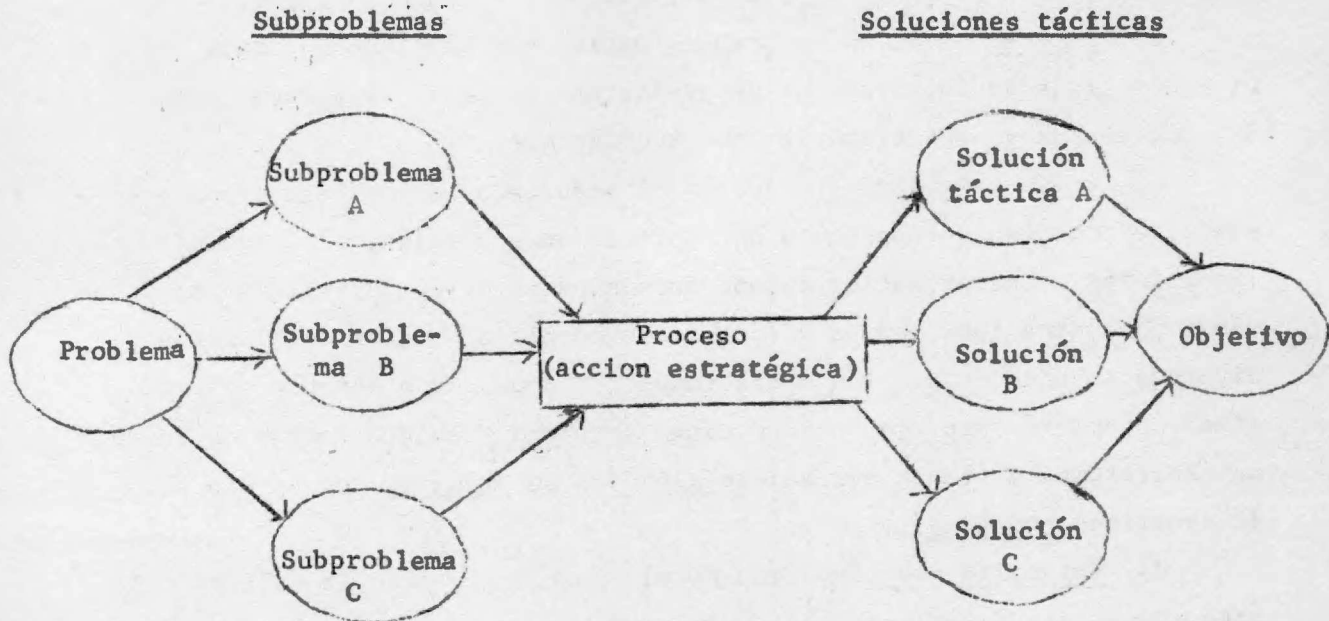 Subproblemas
Soluciones tácticas
Subproblema
A
Solución
táctica A
Problema
Subproble-
ma B
Proceso
(accion estratégica)
Solución
B
Objetivo
Subproblema
C
Solución
C